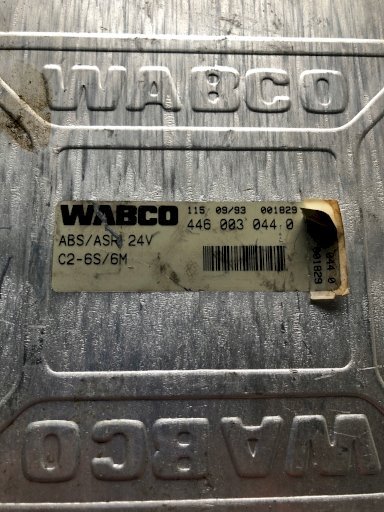 WABCO
WABCO 115 09/93 001829
446 003 044 0
ABS/ASR 24V
C2-6S/6M
044 0
001829
WABCO